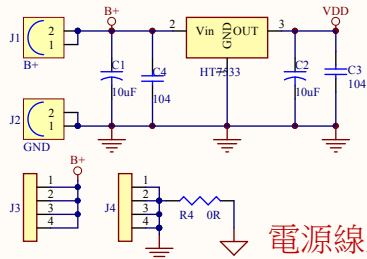 B+ VDD
J1 2 1 2 Vin GND OUT 3
B+ C1 C4 HT7533 C2 C3
10uF 104 10uF 104
J2 2 1
GND
B+
J3 1 2 3 4 J4 1 2 3 4 R4 0R
電源線